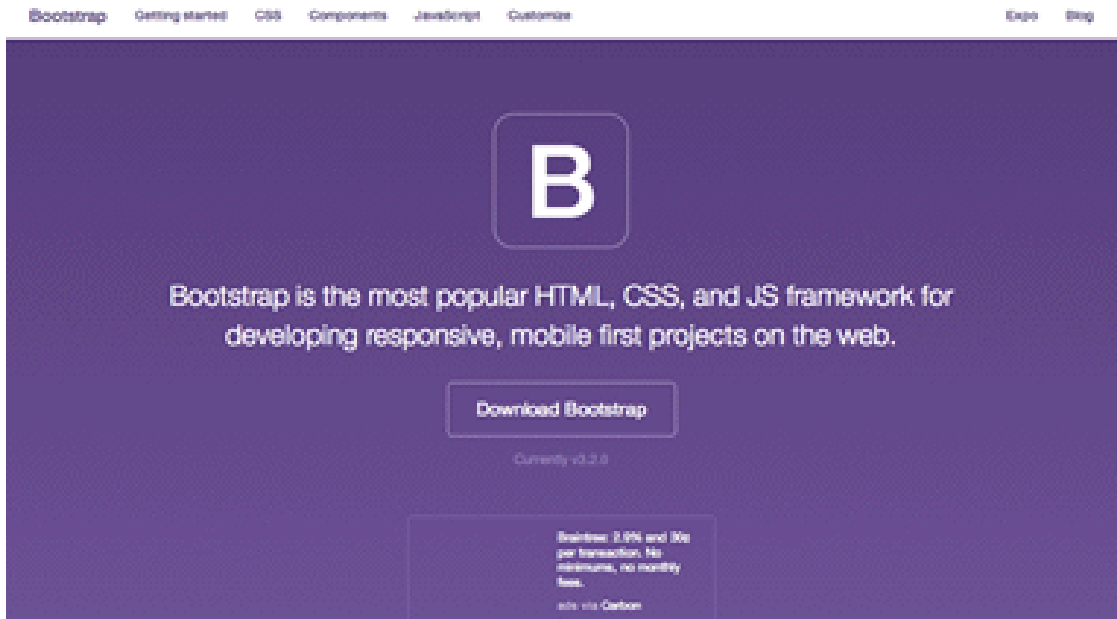 Bootstrap Getting started CSS Components JavaScript Customize Expo Blog
B
Bootstrap is the most popular HTML, CSS, and JS framework for
developing responsive, mobile first projects on the web.
Download Bootstrap
Currently v3.2.0
Braintree: 2.9% and 30¢
per transaction. No
minimums, no monthly
fees.
ads via Carbon